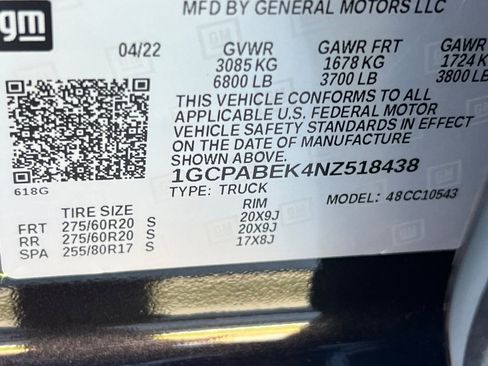 gm
MFD BY GENERAL MOTORS LLC
04/22 GVWR GAWR FRT GAWR
3085 KG 1678 KG 1724 KG
6800 LB 3700 LB 3800 LB
THIS VEHICLE CONFORMS TO ALL
APPLICABLE U.S. FEDERAL MOTOR
VEHICLE SAFETY STANDARDS IN EFFECT
ON THE DATE OF MANUFACTURE
SHOWN ABOVE.
618G 1GCPABEK4NZ518438
TYPE: TRUCK MODEL: 48CC10543
TIRE SIZE RIM
FRT 275/60R20 S 20X9J
RR 275/60R20 S 20X9J
SPA 255/80R17 S 17X8J